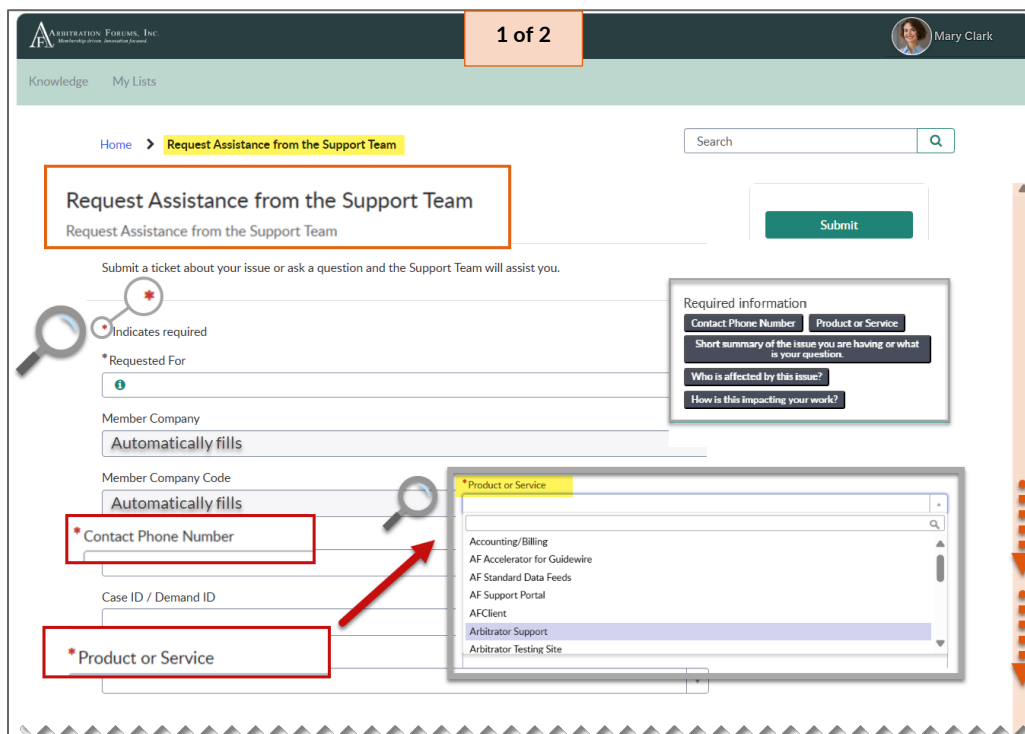 ARBITRATION FORUMS, INC.
Membership driven. Innovation focused.
1 of 2
Mary Clark
Knowledge My Lists
Home > Request Assistance from the Support Team
Search
Request Assistance from the Support Team
Request Assistance from the Support Team
Submit
Submit a ticket about your issue or ask a question and the Support Team will assist you.
*
* Indicates required
Required information
Contact Phone Number Product or Service
Short summary of the issue you are having or what
is your question.
Who is affected by this issue?
How is this impacting your work?
* Requested For
Member Company
Automatically fills
Member Company Code
Automatically fills
* Contact Phone Number
Case ID / Demand ID
* Product or Service
* Product or Service
Accounting/Billing
AF Accelerator for Guidewire
AF Standard Data Feeds
AF Support Portal
AFClient
Arbitrator Support
Arbitrator Testing Site